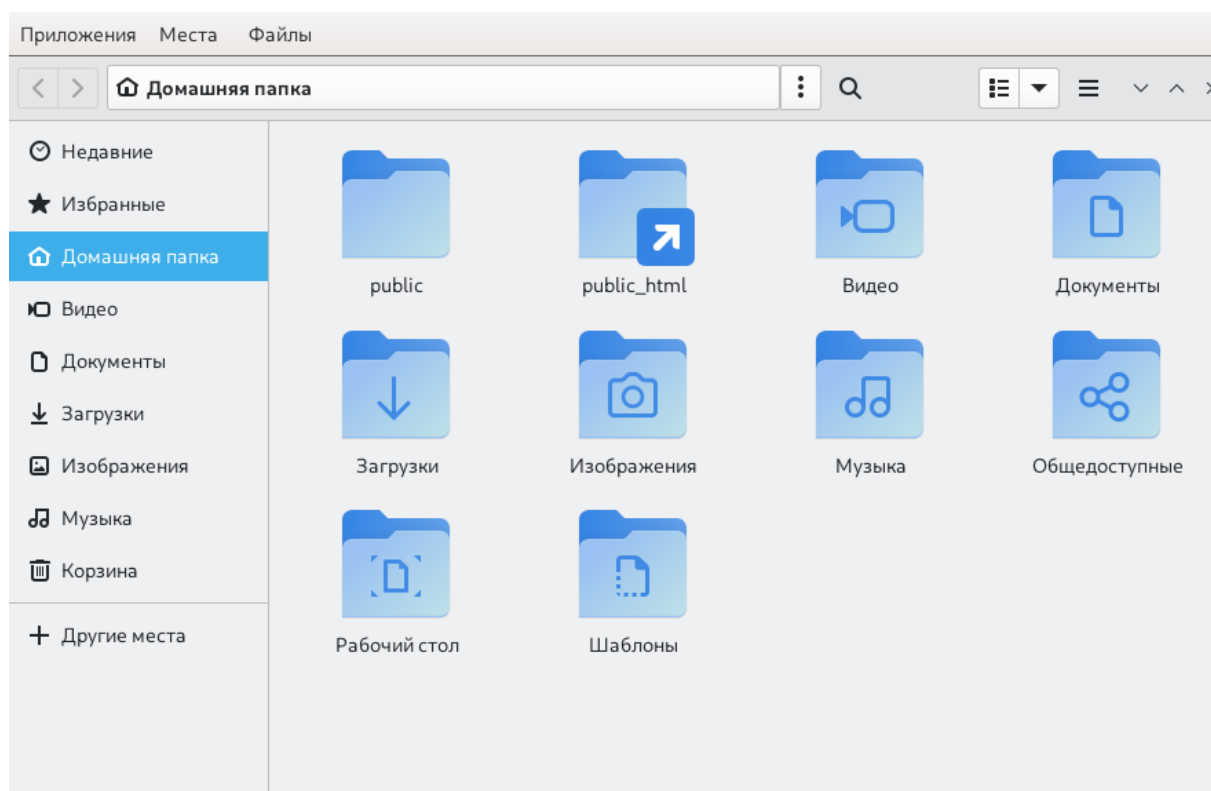 Приложения Места Файлы
Домашняя папка
Недавние
Избранные
Домашняя папка
Видео
Документы
Загрузки
Изображения
Музыка
Корзина
Другие места
public public_html Видео Документы
Загрузки Изображения Музыка Общедоступные
Рабочий стол Шаблоны